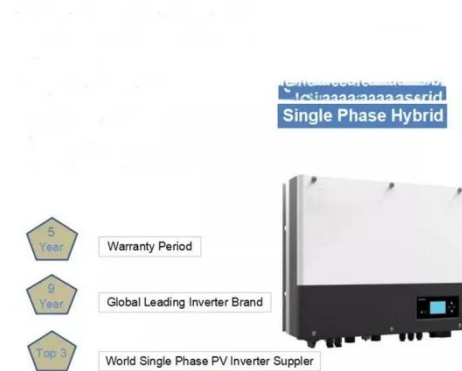 Single Phase Hybrid
5
Year
Warranty Period
9
Year
Global Leading Inverter Brand
Top 3
World Single Phase PV Inverter Suppler